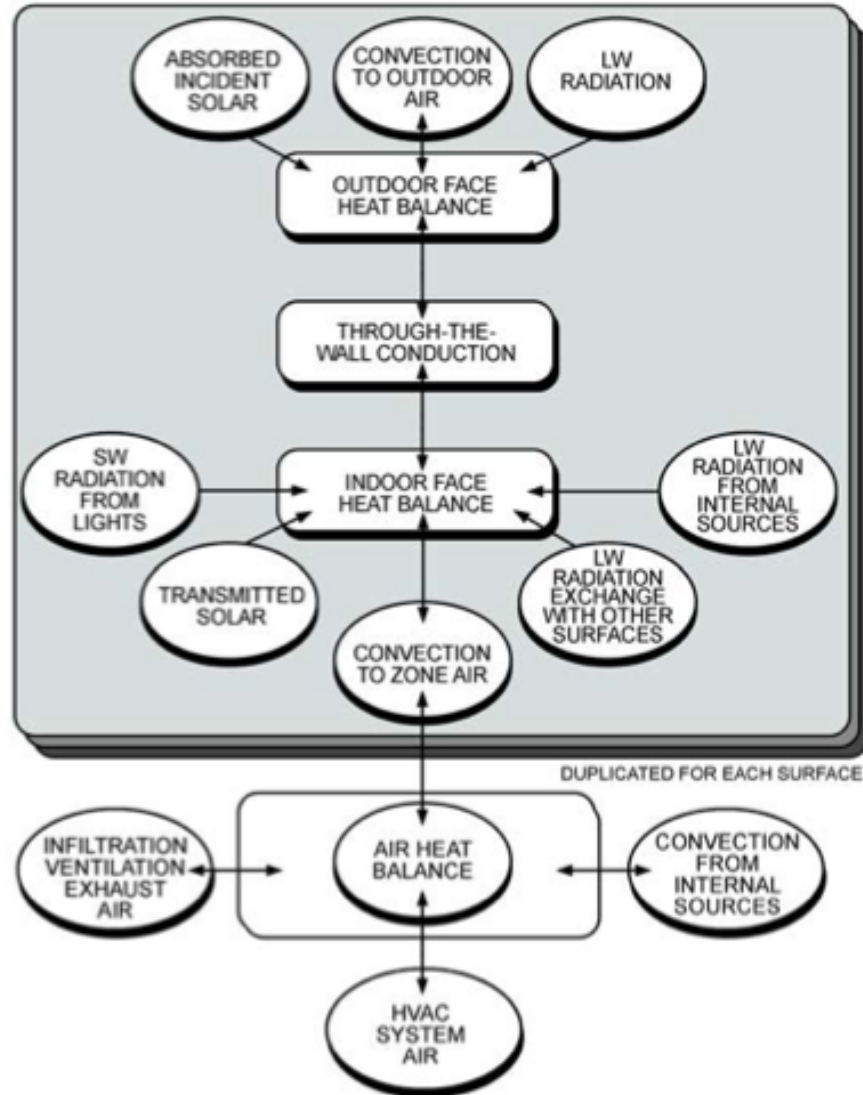 ABSORBED
INCIDENT
SOLAR
CONVECTION
TO OUTDOOR
AIR
LW
RADIATION
OUTDOOR FACE
HEAT BALANCE
THROUGH-THE-
WALL CONDUCTION
SW
RADIATION
FROM
LIGHTS
INDOOR FACE
HEAT BALANCE
LW
RADIATION
FROM
INTERNAL
SOURCES
TRANSMITTED
SOLAR
LW
RADIATION
EXCHANGE
WITH OTHER
SURFACES
CONVECTION
TO ZONE AIR
DUPLICATED FOR EACH SURFACE
INFILTRATION
VENTILATION
EXHAUST
AIR
AIR HEAT
BALANCE
CONVECTION
FROM
INTERNAL
SOURCES
HVAC
SYSTEM
AIR